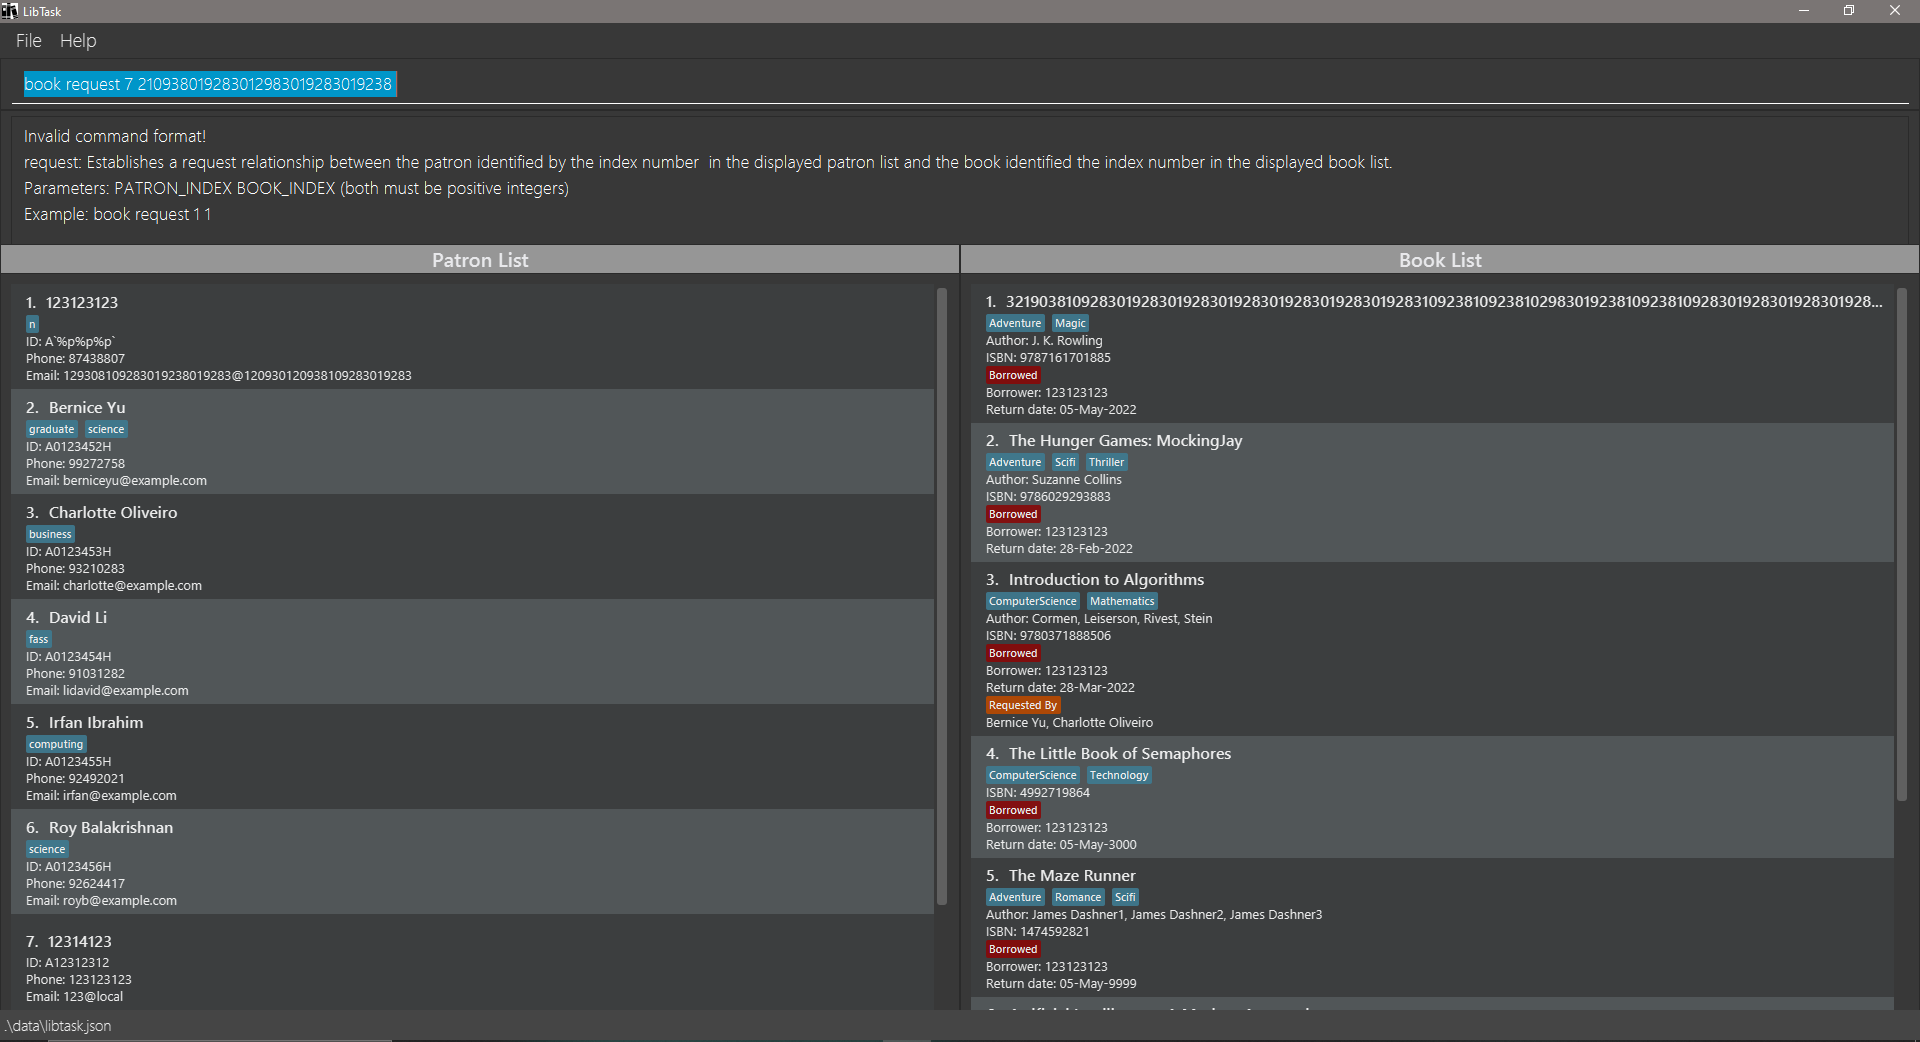 LibTask
File Help
book request 7 2109380192830129830192830192​38
Invalid command format!
request: Establishes a request relationship between the patron identified by the index number  in the displayed patron list and the book identified the index number in the displayed book list.
Parameters: PATRON_INDEX BOOK_INDEX (both must be positive integers)
Example: book request 1 1
Patron List
1. 123123123
n
ID: A`%p%p%p`
Phone: 87438807
Email: 129308109283019238019283@120930120938109283019283
2. Bernice Yu
graduate science
ID: A0123452H
Phone: 99272758
Email: berniceyu@example.com
3. Charlotte Oliveiro
business
ID: A0123453H
Phone: 93210283
Email: charlotte@example.com
4. David Li
fass
ID: A0123454H
Phone: 91031282
Email: lidavid@example.com
5. Irfan Ibrahim
computing
ID: A0123455H
Phone: 92492021
Email: irfan@example.com
6. Roy Balakrishnan
science
ID: A0123456H
Phone: 92624417
Email: royb@example.com
7. 12314123
ID: A12312312
Phone: 123123123
Email: 123@local
Book List
1. 321903810928301928301928301928301928301928301928310923810923810298301923810923810928301928301928301928...
Adventure Magic
Author: J. K. Rowling
ISBN: 9787161701885
Borrowed
Borrower: 123123123
Return date: 05-May-2022
2. The Hunger Games: MockingJay
Adventure Scifi Thriller
Author: Suzanne Collins
ISBN: 9786029293883
Borrowed
Borrower: 123123123
Return date: 28-Feb-2022
3. Introduction to Algorithms
ComputerScience Mathematics
Author: Cormen, Leiserson, Rivest, Stein
ISBN: 9780371888506
Borrowed
Borrower: 123123123
Return date: 28-Mar-2022
Requested By
Bernice Yu, Charlotte Oliveiro
4. The Little Book of Semaphores
ComputerScience Technology
ISBN: 4992719864
Borrowed
Borrower: 123123123
Return date: 05-May-3000
5. The Maze Runner
Adventure Romance Scifi
Author: James Dashner1, James Dashner2, James Dashner3
ISBN: 1474592821
Borrowed
Borrower: 123123123
Return date: 05-May-9999
.\data\libtask.json